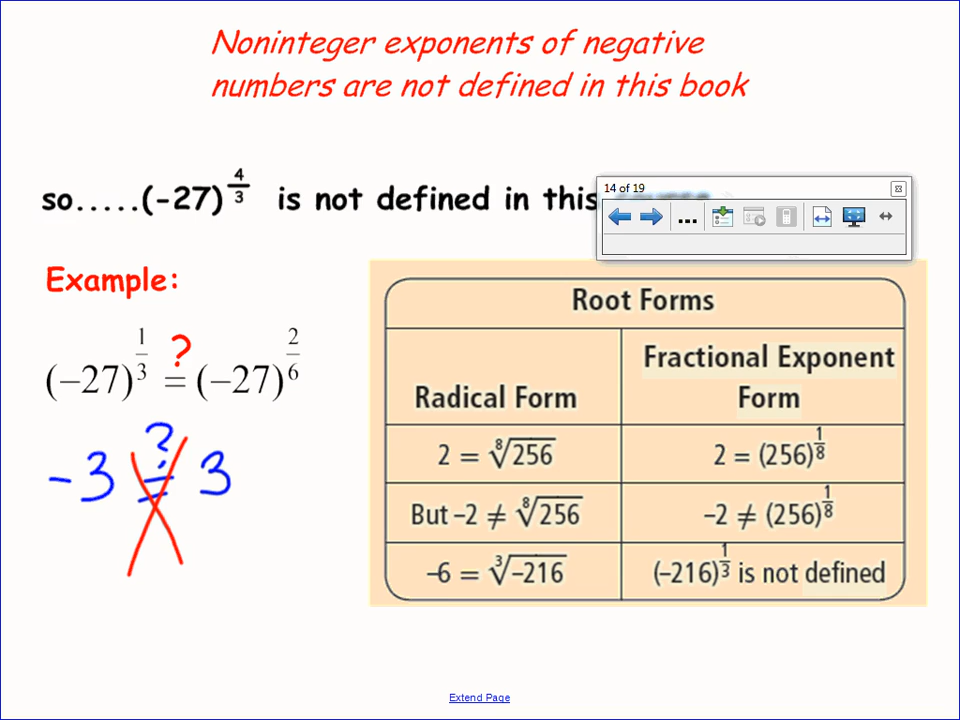 Noninteger exponents of negative
numbers are not defined in this book
so.....(-27)^(4/3) is not defined in this
14 of 19
...
Example:
(–27)^(1/3) ?= (–27)^(2/6)
-3 ?= 3
Root Forms
Radical Form
Fractional Exponent
Form
2 = ⁸√256
2 = (256)^(1/8)
But –2 ≠ ⁸√256
–2 ≠ (256)^(1/8)
–6 = ³√–216
(–216)^(1/3) is not defined
Extend Page